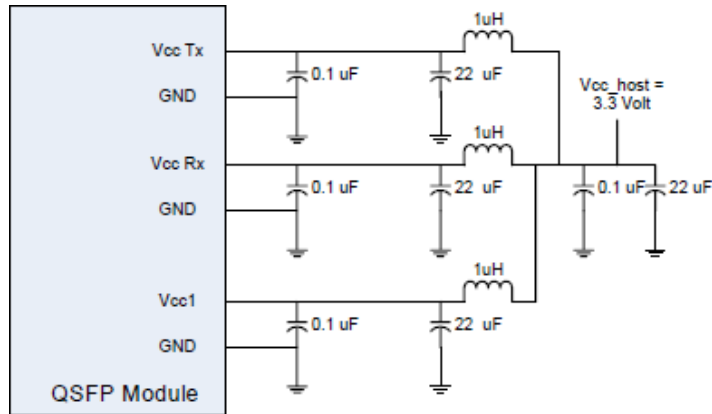 1uH
Vcc Tx
0.1 uF
22 uF
GND
Vcc_host =
3.3 Volt
1uH
Vcc Rx
0.1 uF
22 uF
0.1 uF
22 uF
GND
1uH
Vcc1
0.1 uF
22 uF
GND
QSFP Module